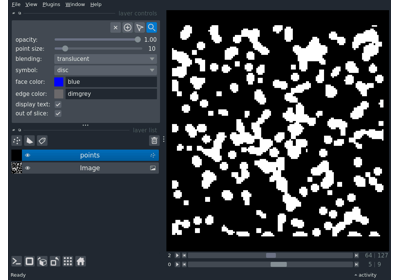 File View Plugins Window Help
layer controls
opacity: 1.00
point size: 10
blending: translucent
symbol: disc
face color: blue
edge color: dimgrey
display text:
out of slice:
layer list
points
Image
2 64 127
0 5 9
Ready activity